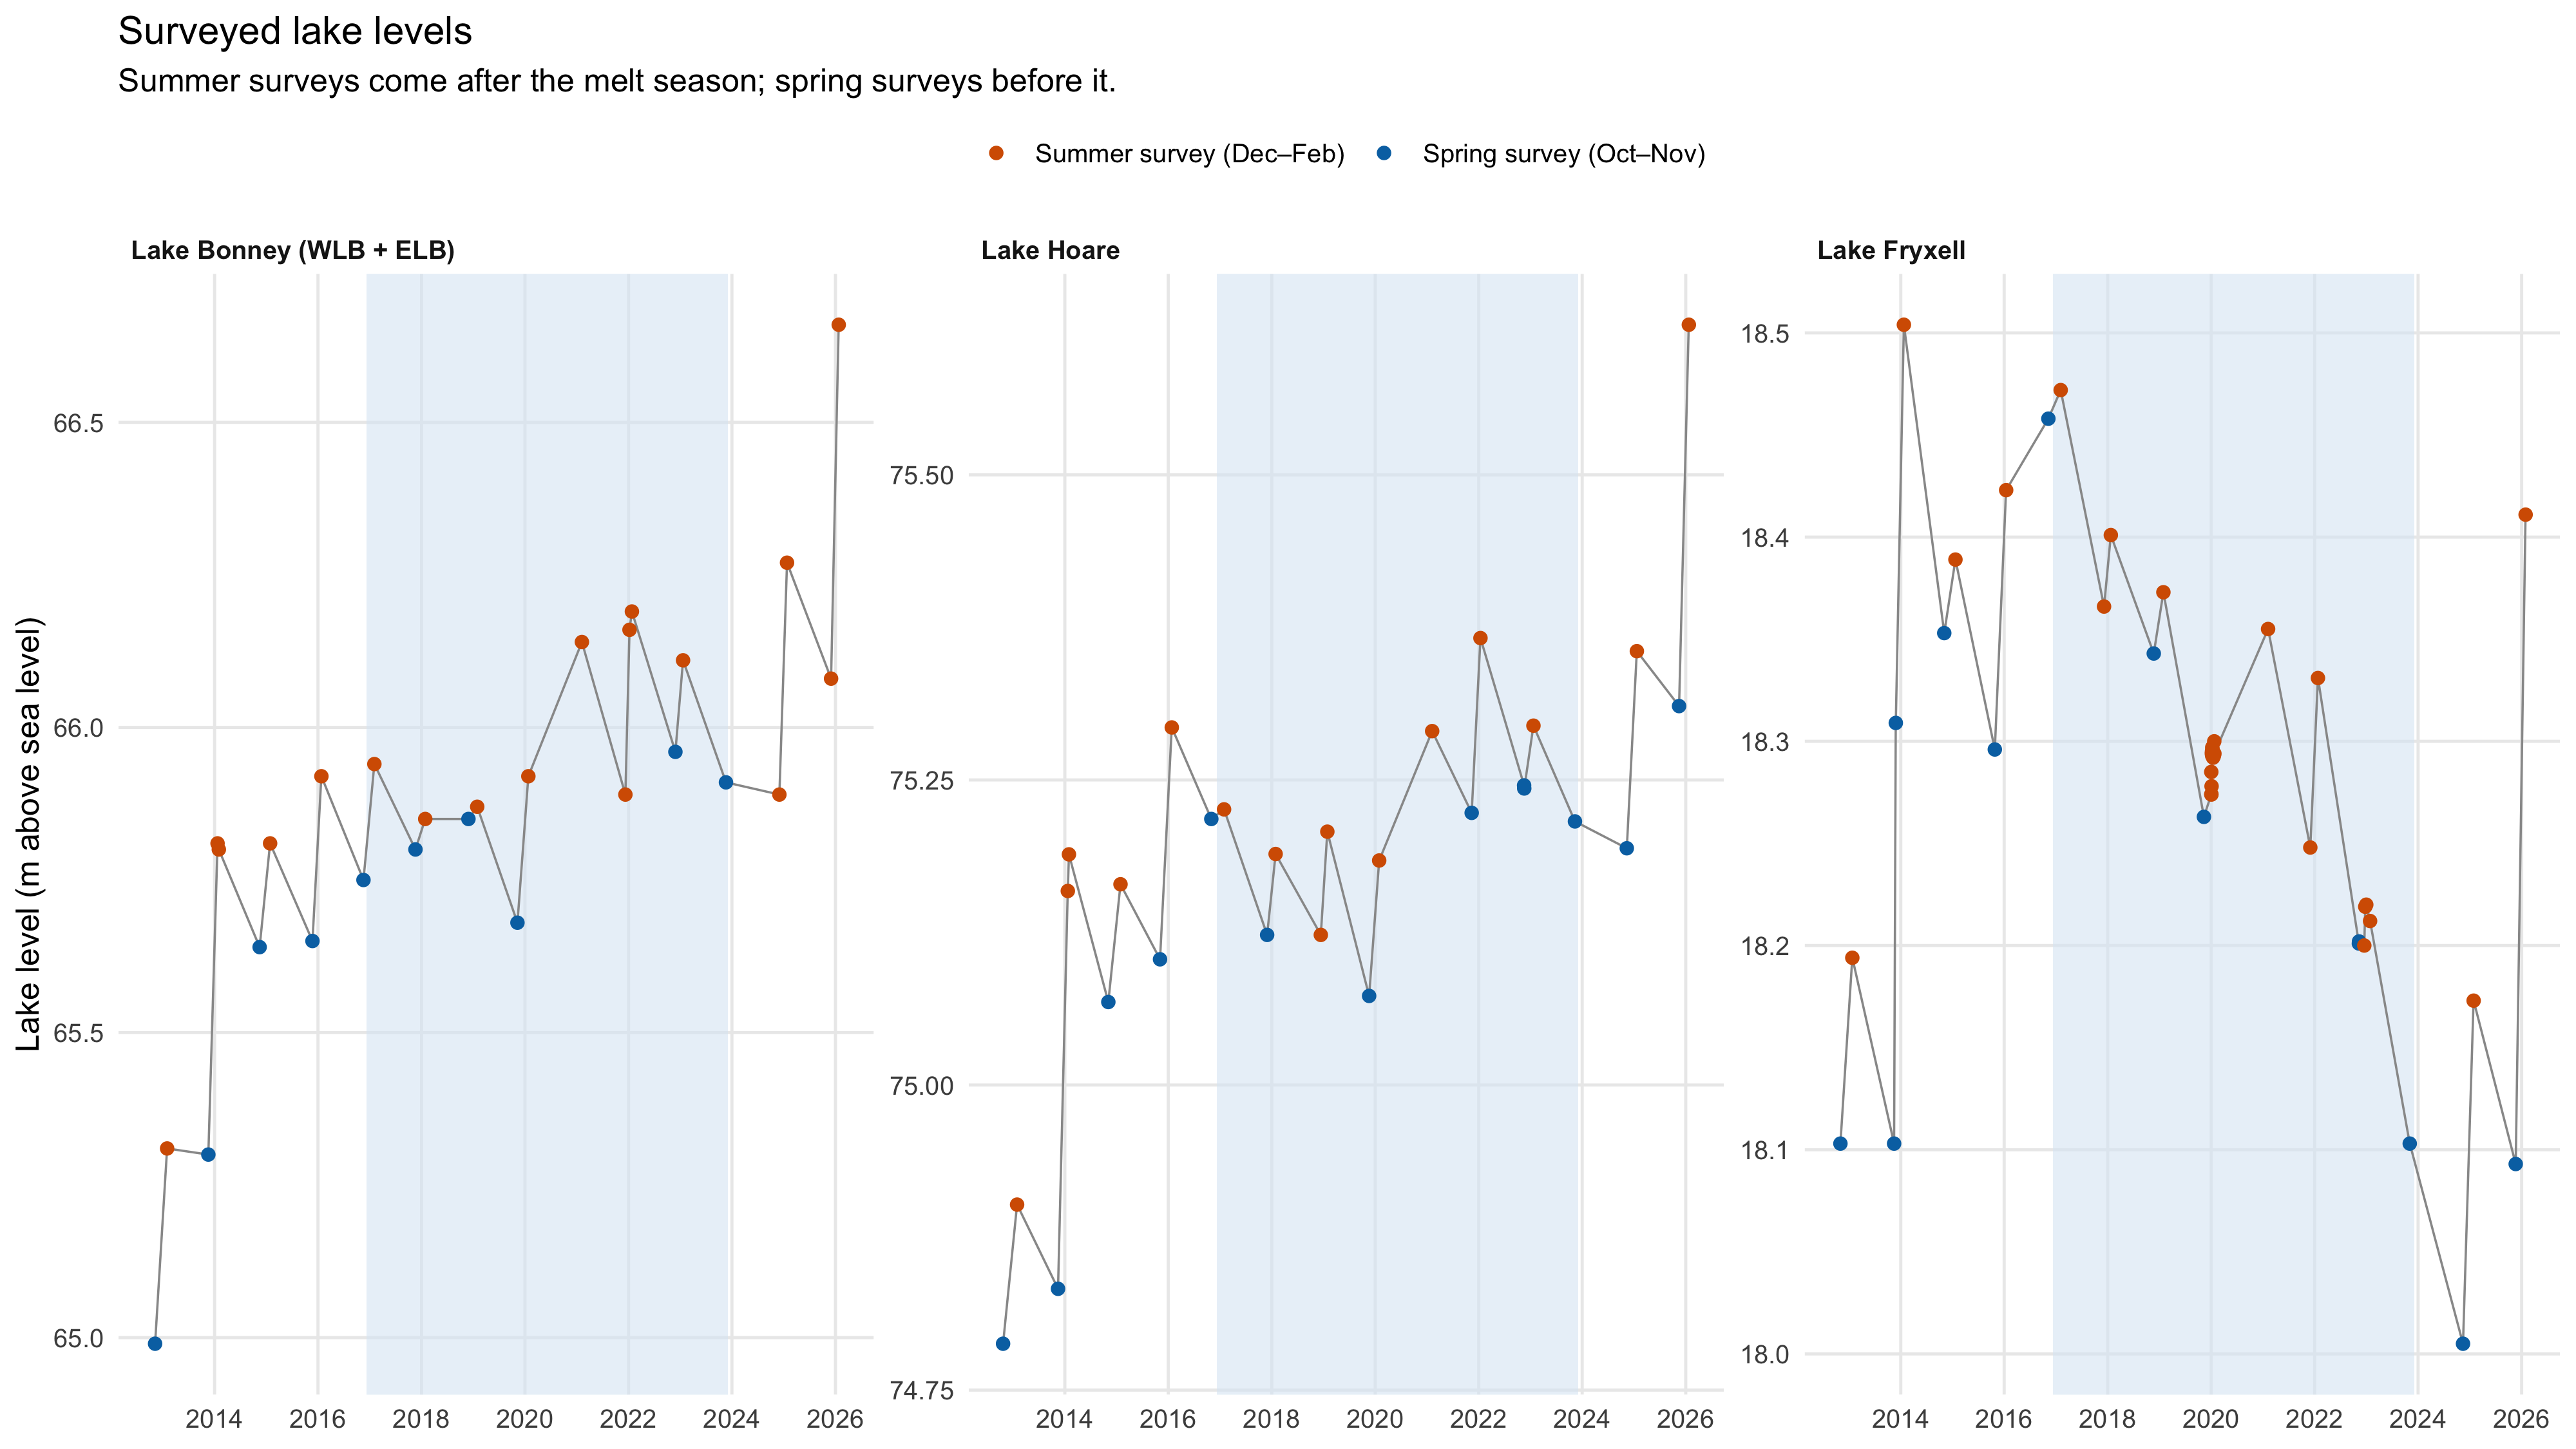 Surveyed lake levels
Summer surveys come after the melt season; spring surveys before it.
Summer survey (Dec–Feb)
Spring survey (Oct–Nov)
Lake level (m above sea level)
Lake Bonney (WLB + ELB)
66.5
66.0
65.5
65.0
2014 2016 2018 2020 2022 2024 2026
Lake Hoare
75.50
75.25
75.00
74.75
2014 2016 2018 2020 2022 2024 2026
Lake Fryxell
18.5
18.4
18.3
18.2
18.1
18.0
2014 2016 2018 2020 2022 2024 2026